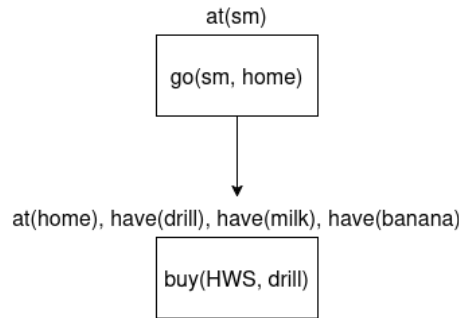 at(sm)
go(sm, home)
at(home), have(drill), have(milk), have(banana)
buy(HWS, drill)